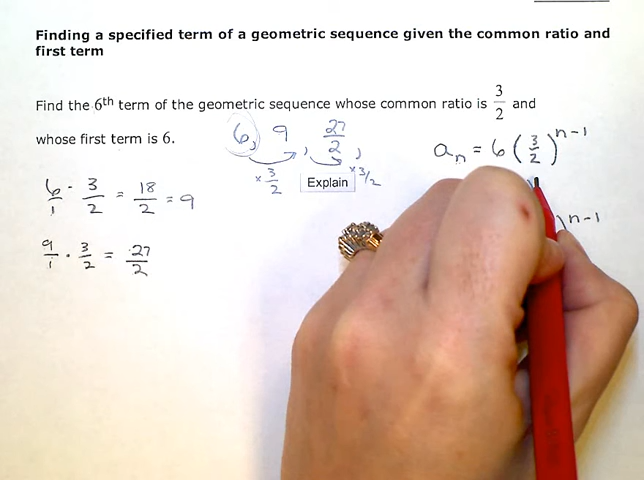 Finding a specified term of a geometric sequence given the common ratio and
first term
Find the 6th term of the geometric sequence whose common ratio is 3/2 and
whose first term is 6.
6, 9, 27/2,
× 3/2 × 3/2
Explain
aₙ = 6 (3/2)ⁿ⁻¹
)ⁿ⁻¹
6/1 · 3/2 = 18/2 = 9
9/1 · 3/2 = 27/2